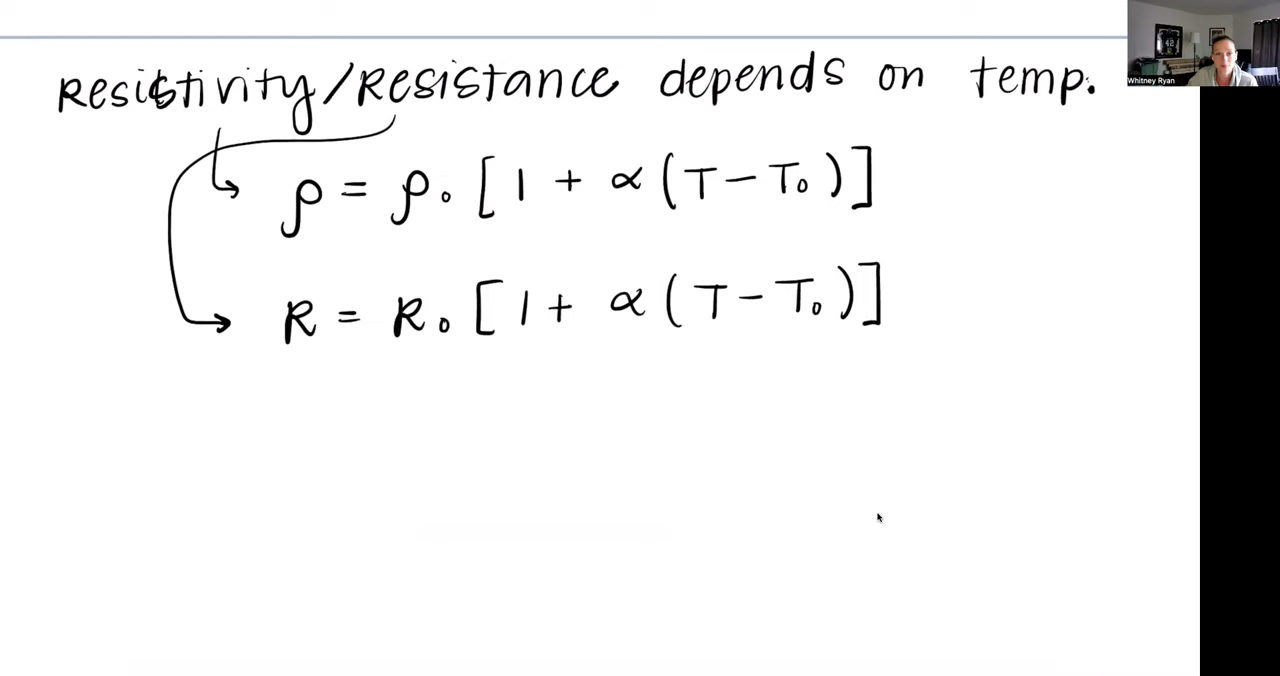 Resistivity/Resistance depends on temp.
ρ = ρ₀ [1 + α (T - T₀)]
R = R₀ [1 + α (T - T₀)]
Whitney Ryan